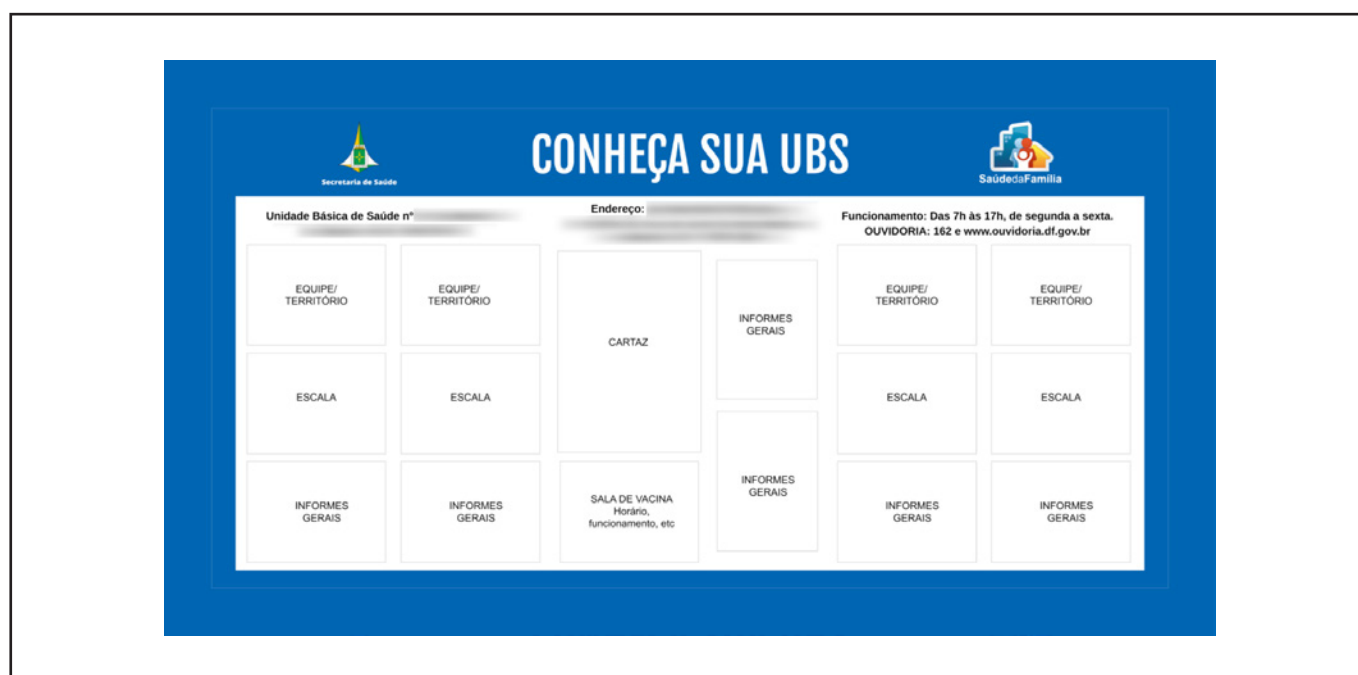 CONHEÇA SUA UBS
Secretaria de Saúde
SaúdedaFamília
Unidade Básica de Saúde nº
Endereço:
Funcionamento: Das 7h às 17h, de segunda a sexta.
OUVIDORIA: 162 e www.ouvidoria.df.gov.br
EQUIPE/
TERRITÓRIO
EQUIPE/
TERRITÓRIO
CARTAZ
INFORMES
GERAIS
EQUIPE/
TERRITÓRIO
EQUIPE/
TERRITÓRIO
ESCALA
ESCALA
ESCALA
ESCALA
INFORMES
GERAIS
INFORMES
GERAIS
SALA DE VACINA
Horário,
funcionamento, etc
INFORMES
GERAIS
INFORMES
GERAIS
INFORMES
GERAIS